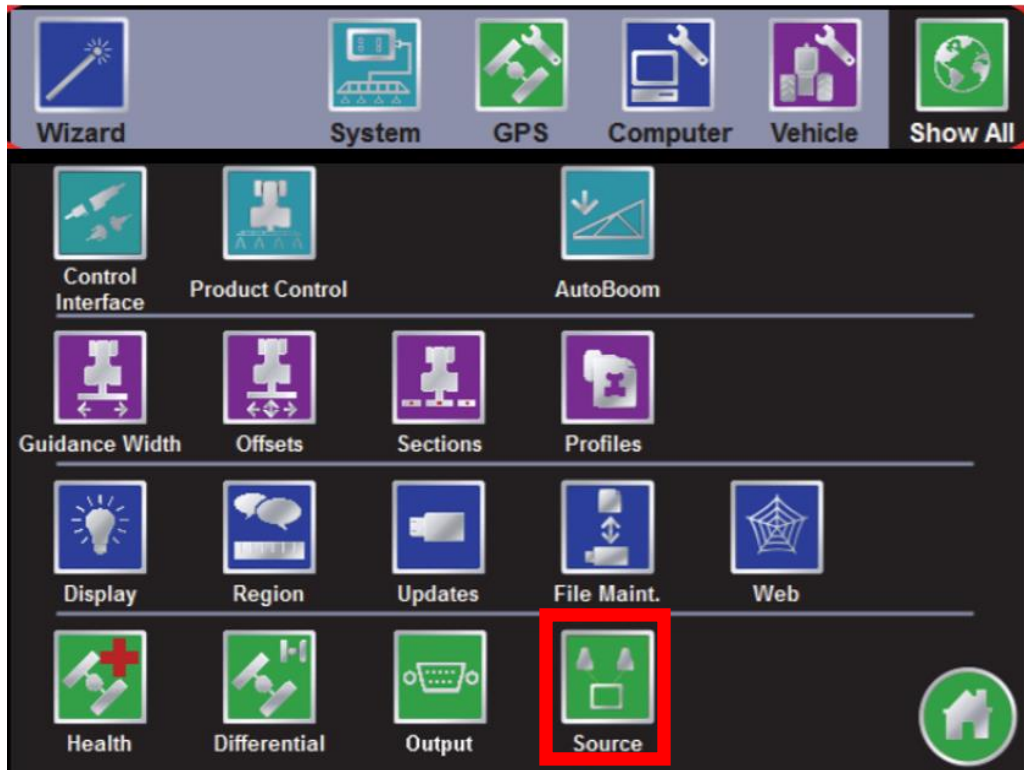 Wizard
System
GPS
Computer
Vehicle
Show All
Control
Interface
Product Control
AutoBoom
Guidance Width
Offsets
Sections
Profiles
Display
Region
Updates
File Maint.
Web
Health
Differential
Output
Source